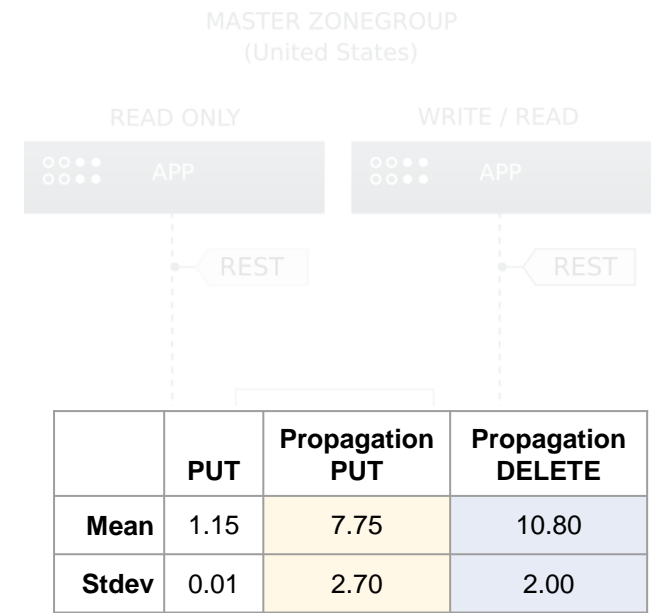 MASTER ZONEGROUP
(United States)
READ ONLY
WRITE / READ
APP
APP
REST
REST
PUT
Propagation PUT
Propagation DELETE
Mean 1.15 7.75 10.80
Stdev 0.01 2.70 2.00